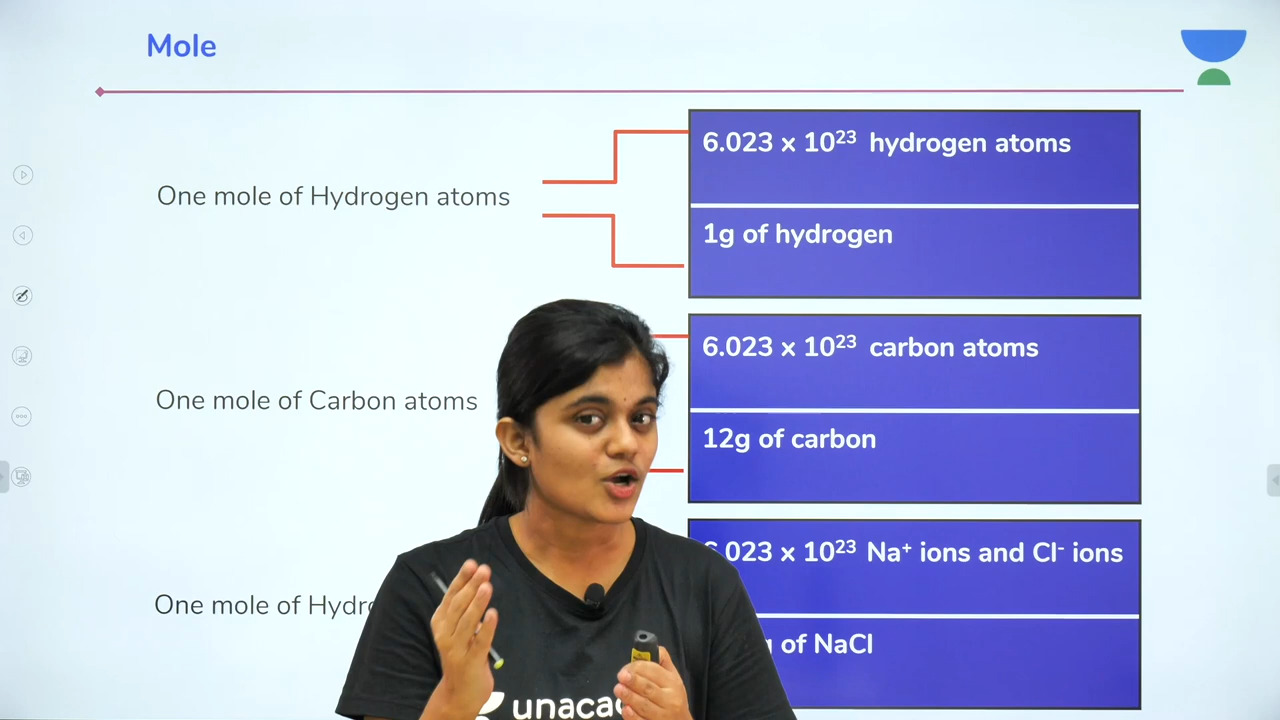 Mole
One mole of Hydrogen atoms
6.023 x 10²³ hydrogen atoms
1g of hydrogen
One mole of Carbon atoms
6.023 x 10²³ carbon atoms
12g of carbon
One mole of
.023 x 10²³ Na⁺ ions and Cl⁻ ions
of NaCl